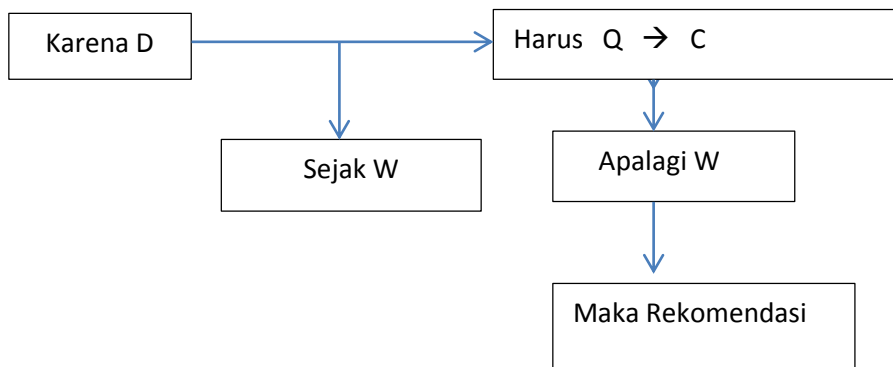 Karena D
Harus Q → C
Sejak W
Apalagi W
Maka Rekomendasi